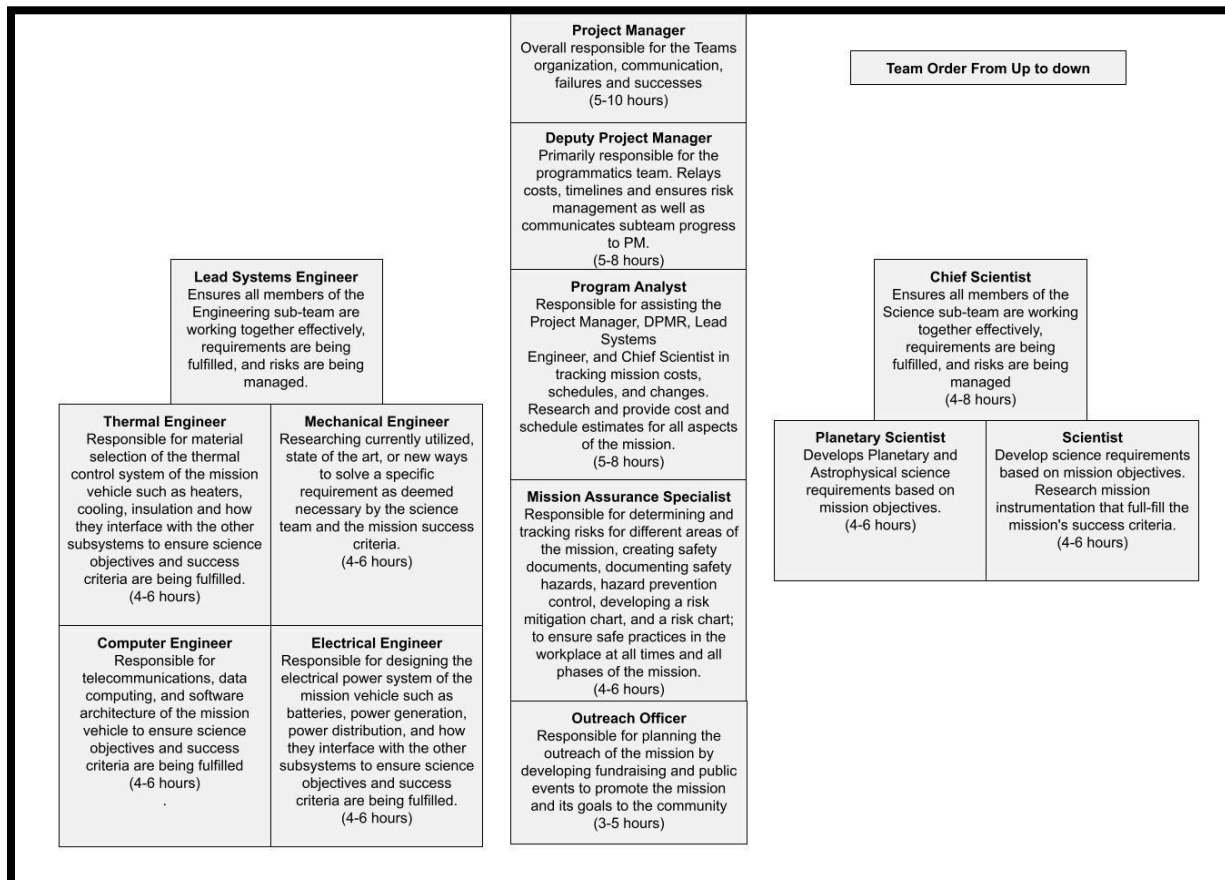 Project Manager
Overall responsible for the Teams
organization, communication,
failures and successes
(5-10 hours)
Team Order From Up to down
Deputy Project Manager
Primarily responsible for the
programmatics team. Relays
costs, timelines and ensures risk
management as well as
communicates subteam progress
to PM.
(5-8 hours)
Lead Systems Engineer
Ensures all members of the
Engineering sub-team are
working together effectively,
requirements are being
fulfilled, and risks are being
managed.
Program Analyst
Responsible for assisting the
Project Manager, DPMR, Lead
Systems
Engineer, and Chief Scientist in
tracking mission costs,
schedules, and changes.
Research and provide cost and
schedule estimates for all aspects
of the mission.
(5-8 hours)
Chief Scientist
Ensures all members of the
Science sub-team are working
together effectively,
requirements are being
fulfilled, and risks are being
managed
(4-8 hours)
Thermal Engineer
Responsible for material
selection of the thermal
control system of the mission
vehicle such as heaters,
cooling, insulation and how
they interface with the other
subsystems to ensure science
objectives and success
criteria are being fulfilled.
(4-6 hours)
Mechanical Engineer
Researching currently utilized,
state of the art, or new ways
to solve a specific
requirement as deemed
necessary by the science
team and the mission success
criteria.
(4-6 hours)
Planetary Scientist
Develops Planetary and
Astrophysical science
requirements based on
mission objectives.
(4-6 hours)
Scientist
Develop science requirements
based on mission objectives.
Research mission
instrumentation that full-fill the
mission's success criteria.
(4-6 hours)
Mission Assurance Specialist
Responsible for determining and
tracking risks for different areas of
the mission, creating safety
documents, documenting safety
hazards, hazard prevention
control, developing a risk
mitigation chart, and a risk chart;
to ensure safe practices in the
workplace at all times and all
phases of the mission.
(4-6 hours)
Computer Engineer
Responsible for
telecommunications, data
computing, and software
architecture of the mission
vehicle to ensure science
objectives and success
criteria are being fulfilled
(4-6 hours)
.
Electrical Engineer
Responsible for designing the
electrical power system of the
mission vehicle such as
batteries, power generation,
power distribution, and how
they interface with the other
subsystems to ensure science
objectives and success
criteria are being fulfilled.
(4-6 hours)
Outreach Officer
Responsible for planning the
outreach of the mission by
developing fundraising and public
events to promote the mission
and its goals to the community
(3-5 hours)